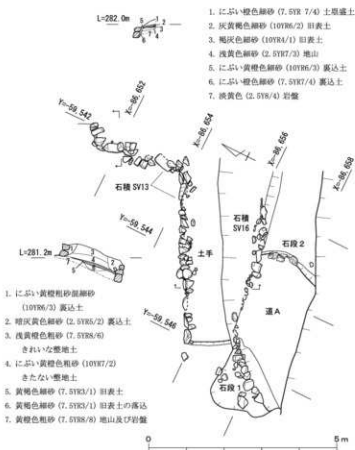 L=282.0m
1. にぶい橙色細砂 (7.5YR 7/4) 土塁盛土
2. 灰黄褐色細砂 (10YR6/2) 旧表土
3. 褐灰色細砂 (10YR4/1) 旧表土
4. 浅黄色細砂 (2.5YR7/3) 地山
5. にぶい黄橙色細砂 (10YR6/3) 裏込土
6. にぶい橙色細砂 (7.5YR7/4) 裏込土
7. 淡黄色 (2.5Y8/4) 岩盤
X=-86,652
Y=-59,542
X=-86,654
X=-86,656
X=-86,658
石積
SV13
Y=-59,544
石積
SV16
石段2
土手
L=281.2m
道A
Y=-59,546
石段1
1. にぶい黄橙粗砂混細砂
(10YR6/3) 裏込土
2. 暗灰黄色細砂 (2.5YR5/2) 裏込土
3. 浅黄橙色粗砂 (7.5YR8/6)
きれいな整地土
4. にぶい黄橙色粗砂 (10YR7/2)
きたない整地土
5. 黄褐色細砂 (7.5YR3/1) 旧表土
6. 黄褐色細砂 (7.5YR3/1) 旧表土の落込
7. 黄橙色粗砂 (7.5YR8/8) 地山及び岩盤
0
5m